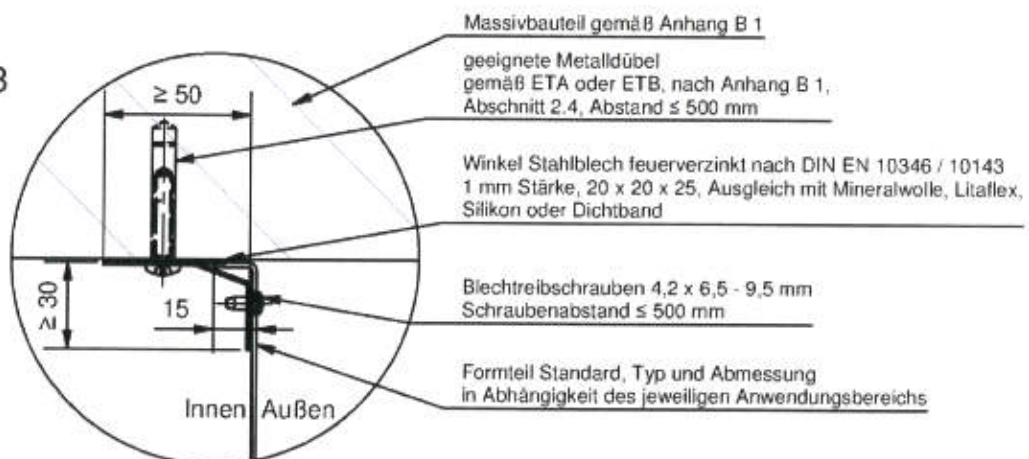 Massivbauteil gemäß Anhang B 1
B
geeignete Metalldübel
gemäß ETA oder ETB, nach Anhang B 1,
Abschnitt 2.4, Abstand ≤ 500 mm
≥ 50
Winkel Stahlblech feuerverzinkt nach DIN EN 10346 / 10143
1 mm Stärke, 20 x 20 x 25, Ausgleich mit Mineralwolle, Litaflex,
Silikon oder Dichtband
≥ 30
15
Blechtreibschrauben 4,2 x 6,5 - 9,5 mm
Schraubenabstand ≤ 500 mm
Formteil Standard, Typ und Abmessung
in Abhängigkeit des jeweiligen Anwendungsbereichs
Innen Außen